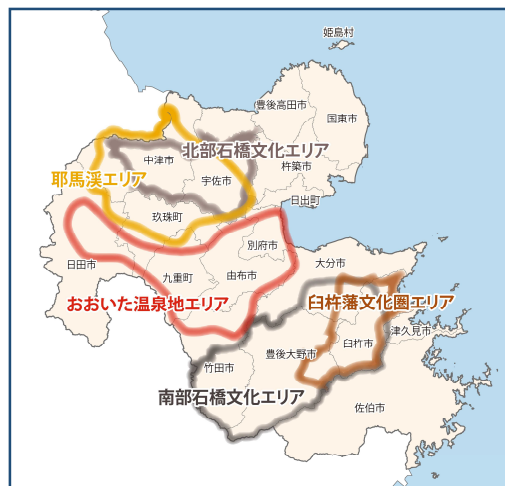 姫島村
豊後高田市
国東市
北部石橋文化エリア
中津市
杵築市
耶馬渓エリア
宇佐市
日出町
玖珠町
別府市
日田市
大分市
九重町
由布市
おおいた温泉地エリア
臼杵藩文化圏エリア
津久見市
臼杵市
豊後大野市
竹田市
南部石橋文化エリア
佐伯市